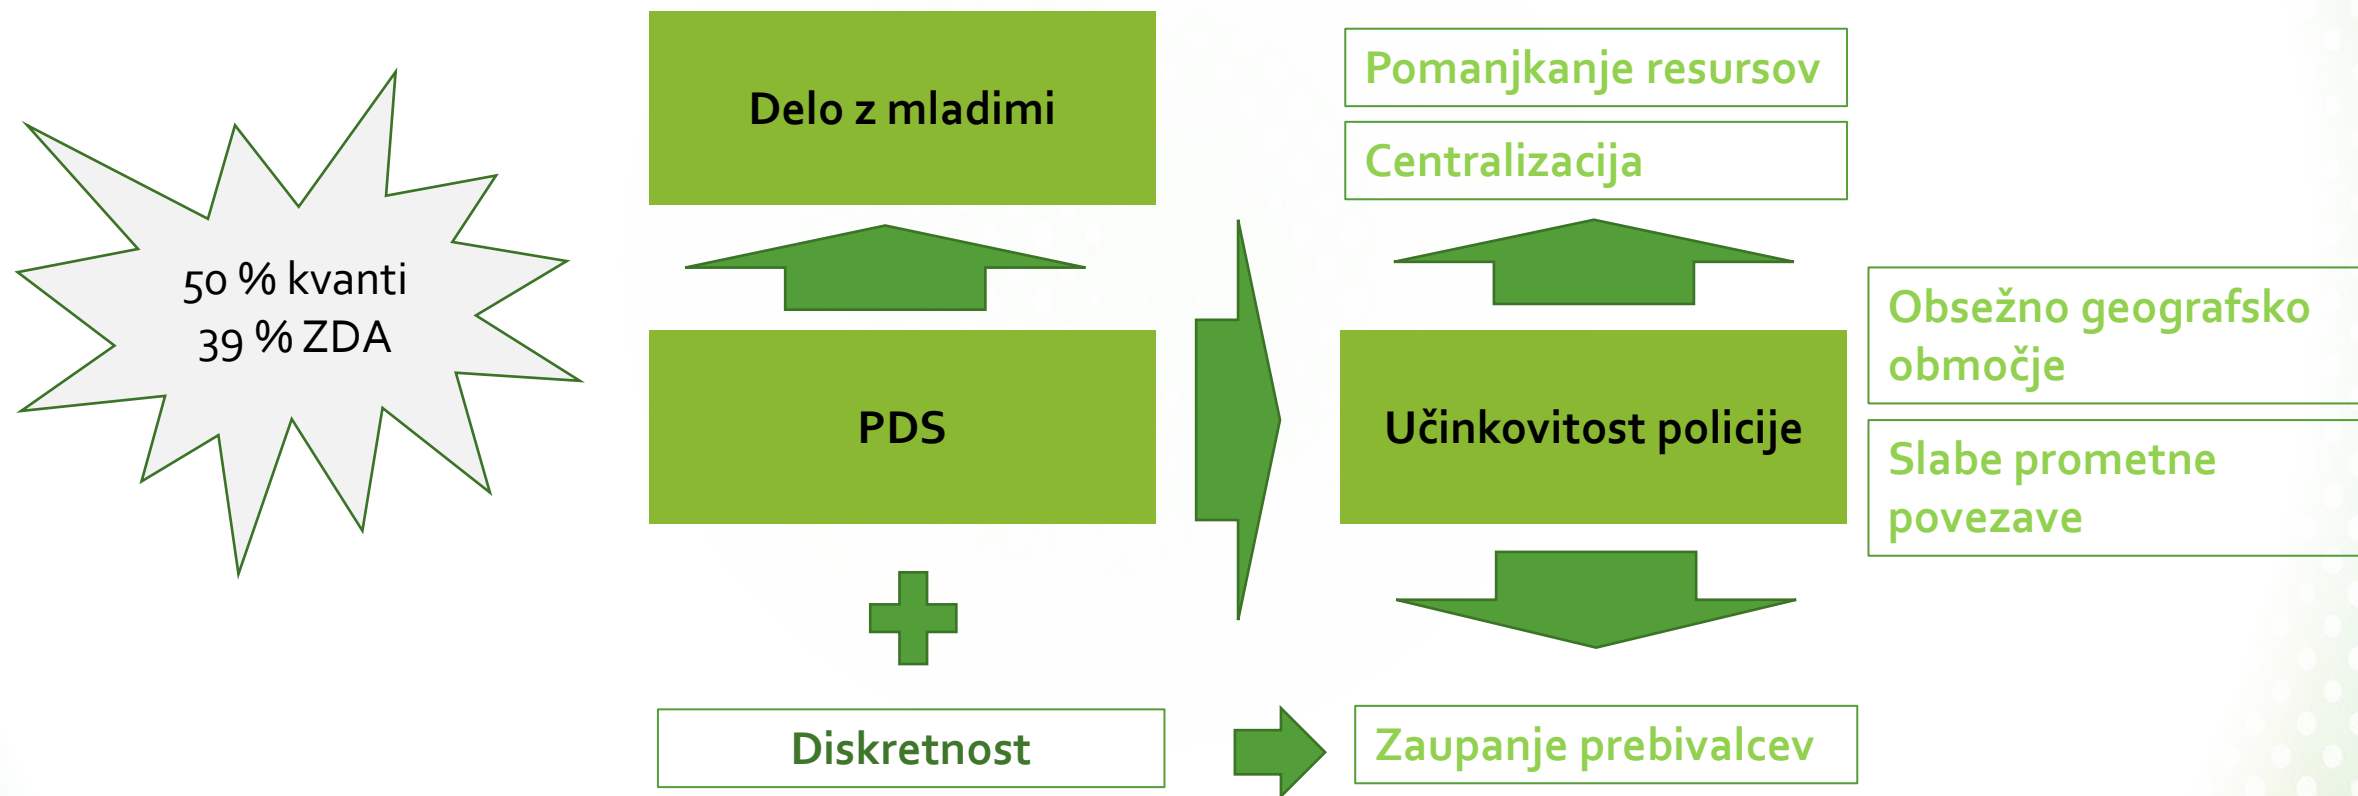 50 % kvanti
39 % ZDA
Delo z mladimi
PDS
Diskretnost
Pomanjkanje resursov
Centralizacija
Učinkovitost policije
Obsežno geografsko
območje
Slabe prometne
povezave
Zaupanje prebivalcev